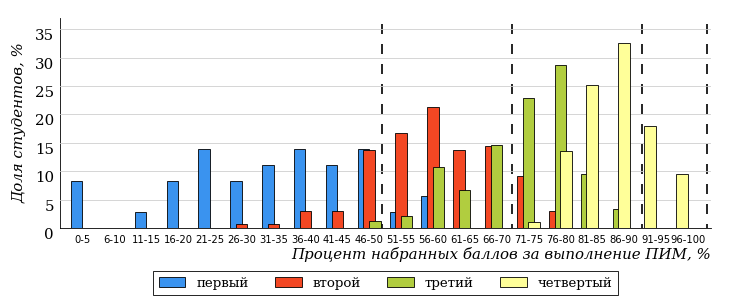 Доля студентов, %
35
30
25
20
15
10
5
0
0-5 6-10 11-15 16-20 21-25 26-30 31-35 36-40 41-45 46-50 51-55 56-60 61-65 66-70 71-75 76-80 81-85 86-90 91-95 96-100
Процент набранных баллов за выполнение ПИМ, %
первый второй третий четвертый